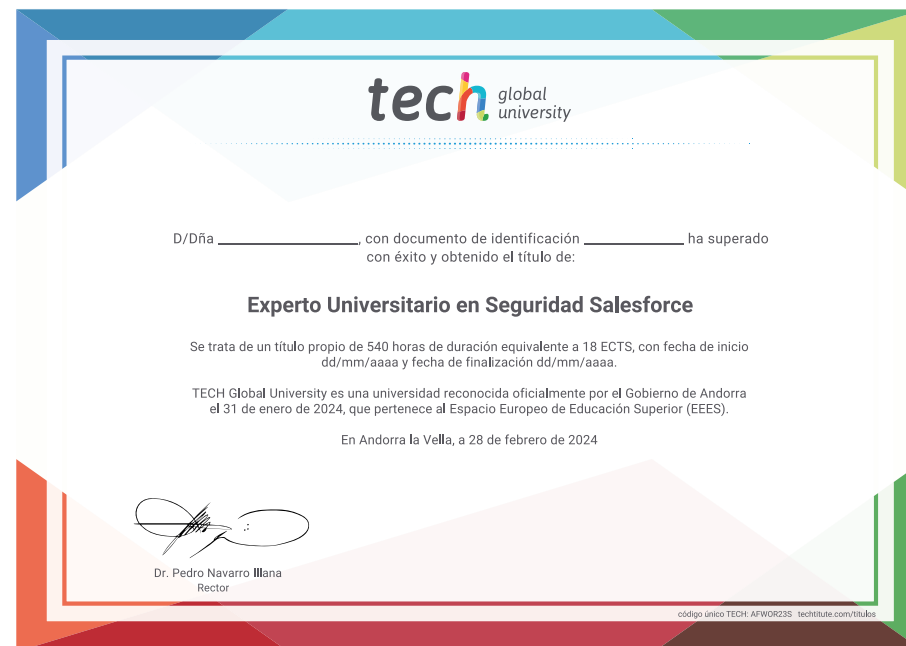 tech global university
D/Dña ____________________, con documento de identificación ______________ ha superado
con éxito y obtenido el título de:
Experto Universitario en Seguridad Salesforce
Se trata de un título propio de 540 horas de duración equivalente a 18 ECTS, con fecha de inicio
dd/mm/aaaa y fecha de finalización dd/mm/aaaa.
TECH Global University es una universidad reconocida oficialmente por el Gobierno de Andorra
el 31 de enero de 2024, que pertenece al Espacio Europeo de Educación Superior (EEES).
En Andorra la Vella, a 28 de febrero de 2024
Dr. Pedro Navarro Illana
Rector
código único TECH: AFWOR23S techtitute.com/titulos